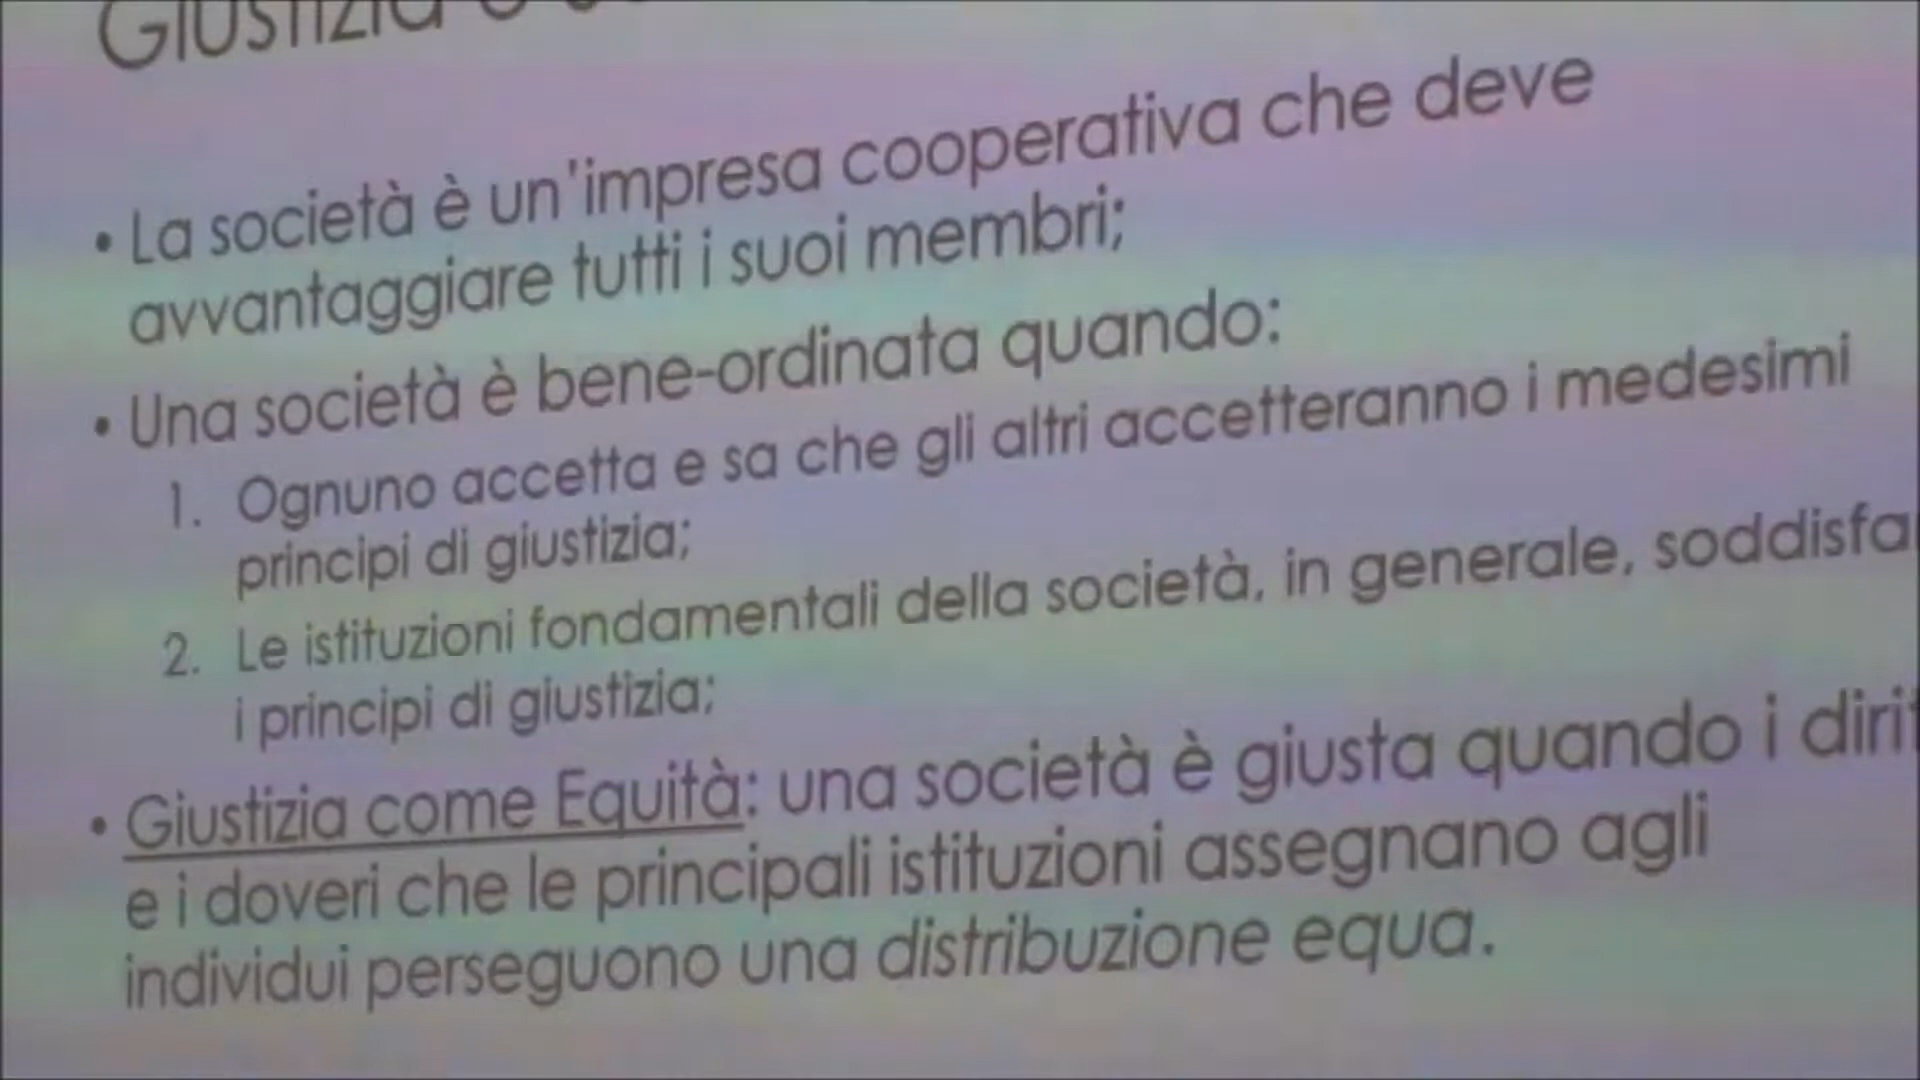 Giustizia
• La società è un'impresa cooperativa che deve
avvantaggiare tutti i suoi membri;
• Una società è bene-ordinata quando:
1. Ognuno accetta e sa che gli altri accetteranno i medesimi
principi di giustizia;
2. Le istituzioni fondamentali della società, in generale,
i principi di giustizia;
• Giustizia come Equità: una società è giusta quando i
e i doveri che le principali istituzioni assegnano agli
individui perseguono una distribuzione equa.